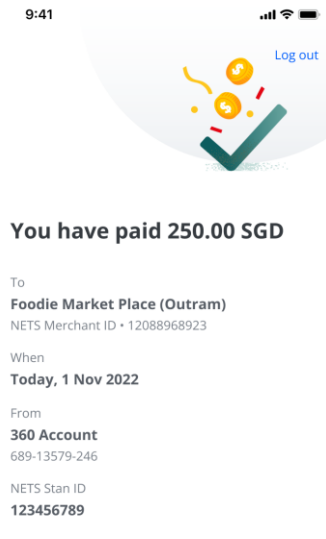 9:41
Log out
$
$
You have paid 250.00 SGD
To
Foodie Market Place (Outram)
NETS Merchant ID • 12088968923
When
Today, 1 Nov 2022
From
360 Account
689-13579-246
NETS Stan ID
123456789